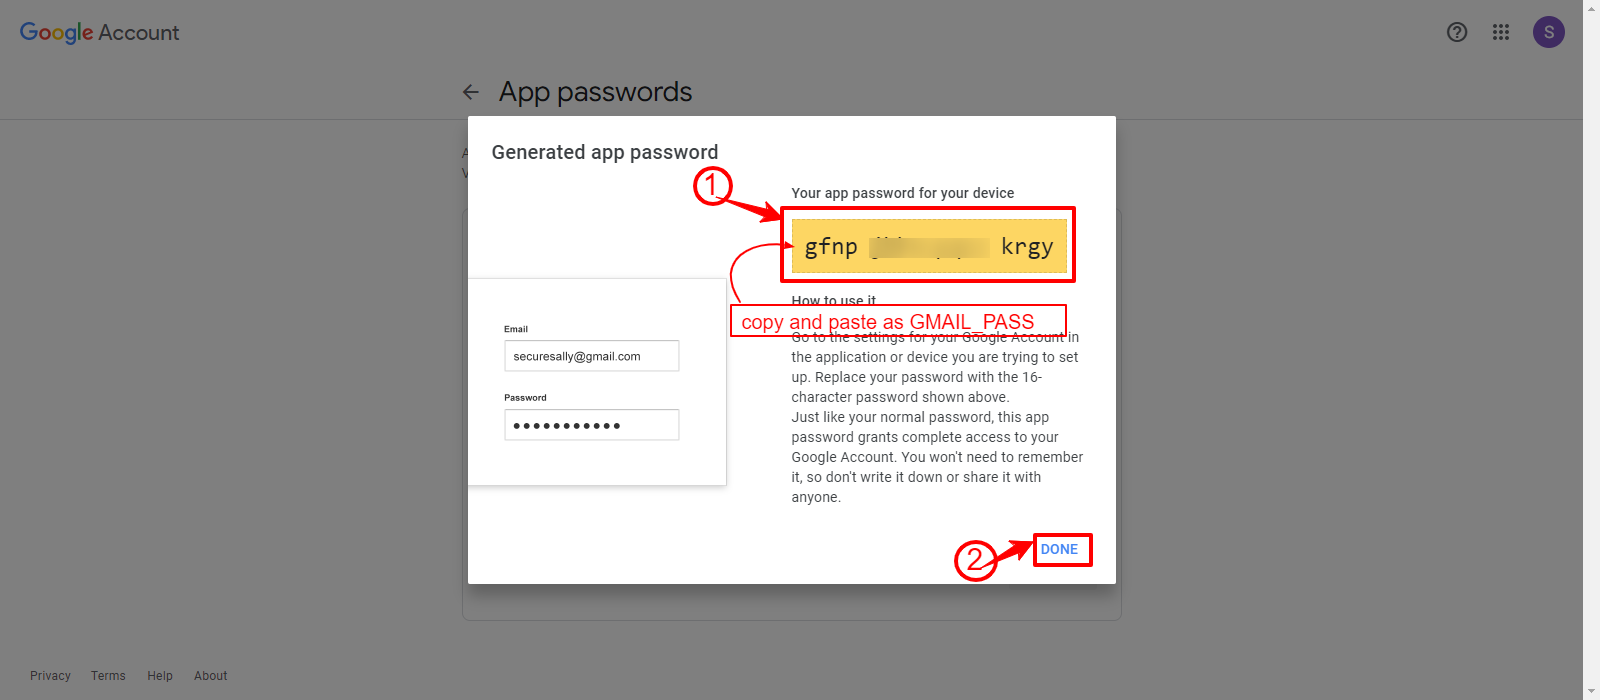 Google Account
S
App passwords
Generated app password
1
Your app password for your device
gfnp krgy
How to use it
copy and paste as GMAIL_PASS
Go to the settings for your Google Account in
the application or device you are trying to set
up. Replace your password with the 16-
character password shown above.
Just like your normal password, this app
password grants complete access to your
Google Account. You won't need to remember
it, so don't write it down or share it with
anyone.
Email
securesally@gmail.com
Password
2
DONE
Privacy Terms Help About